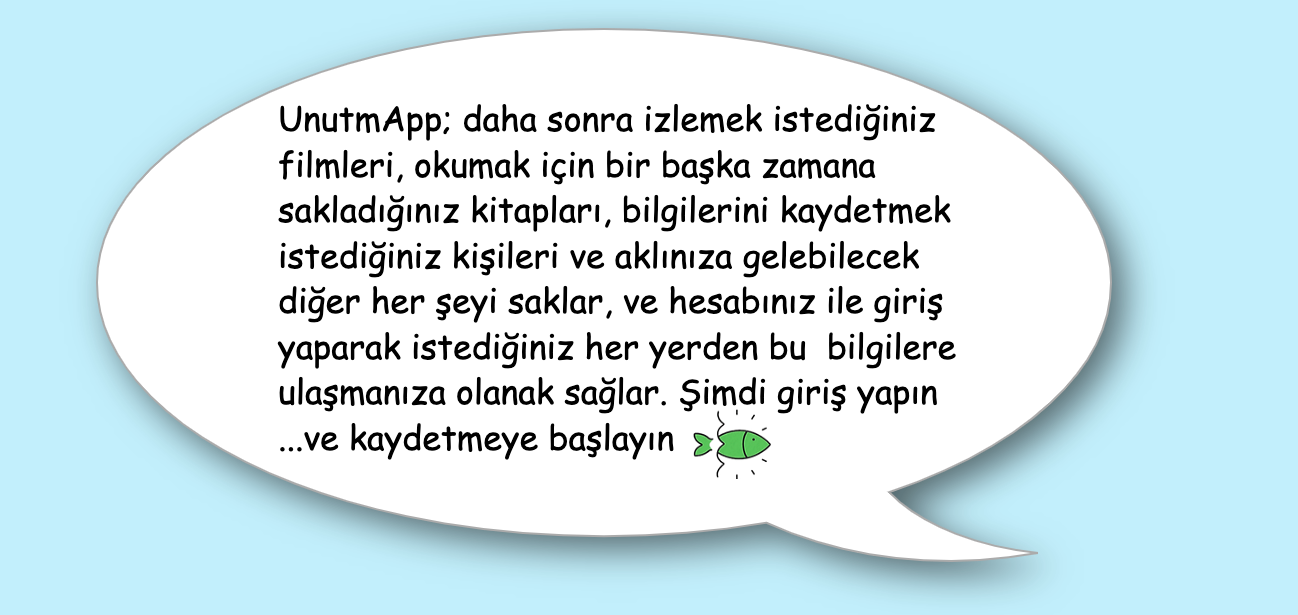 UnutmApp; daha sonra izlemek istediğiniz
filmleri, okumak için bir başka zamana
sakladığınız kitapları, bilgilerini kaydetmek
istediğiniz kişileri ve aklınıza gelebilecek
diğer her şeyi saklar, ve hesabınız ile giriş
yaparak istediğiniz her yerden bu  bilgilere
ulaşmanıza olanak sağlar. Şimdi giriş yapın
...ve kaydetmeye başlayın